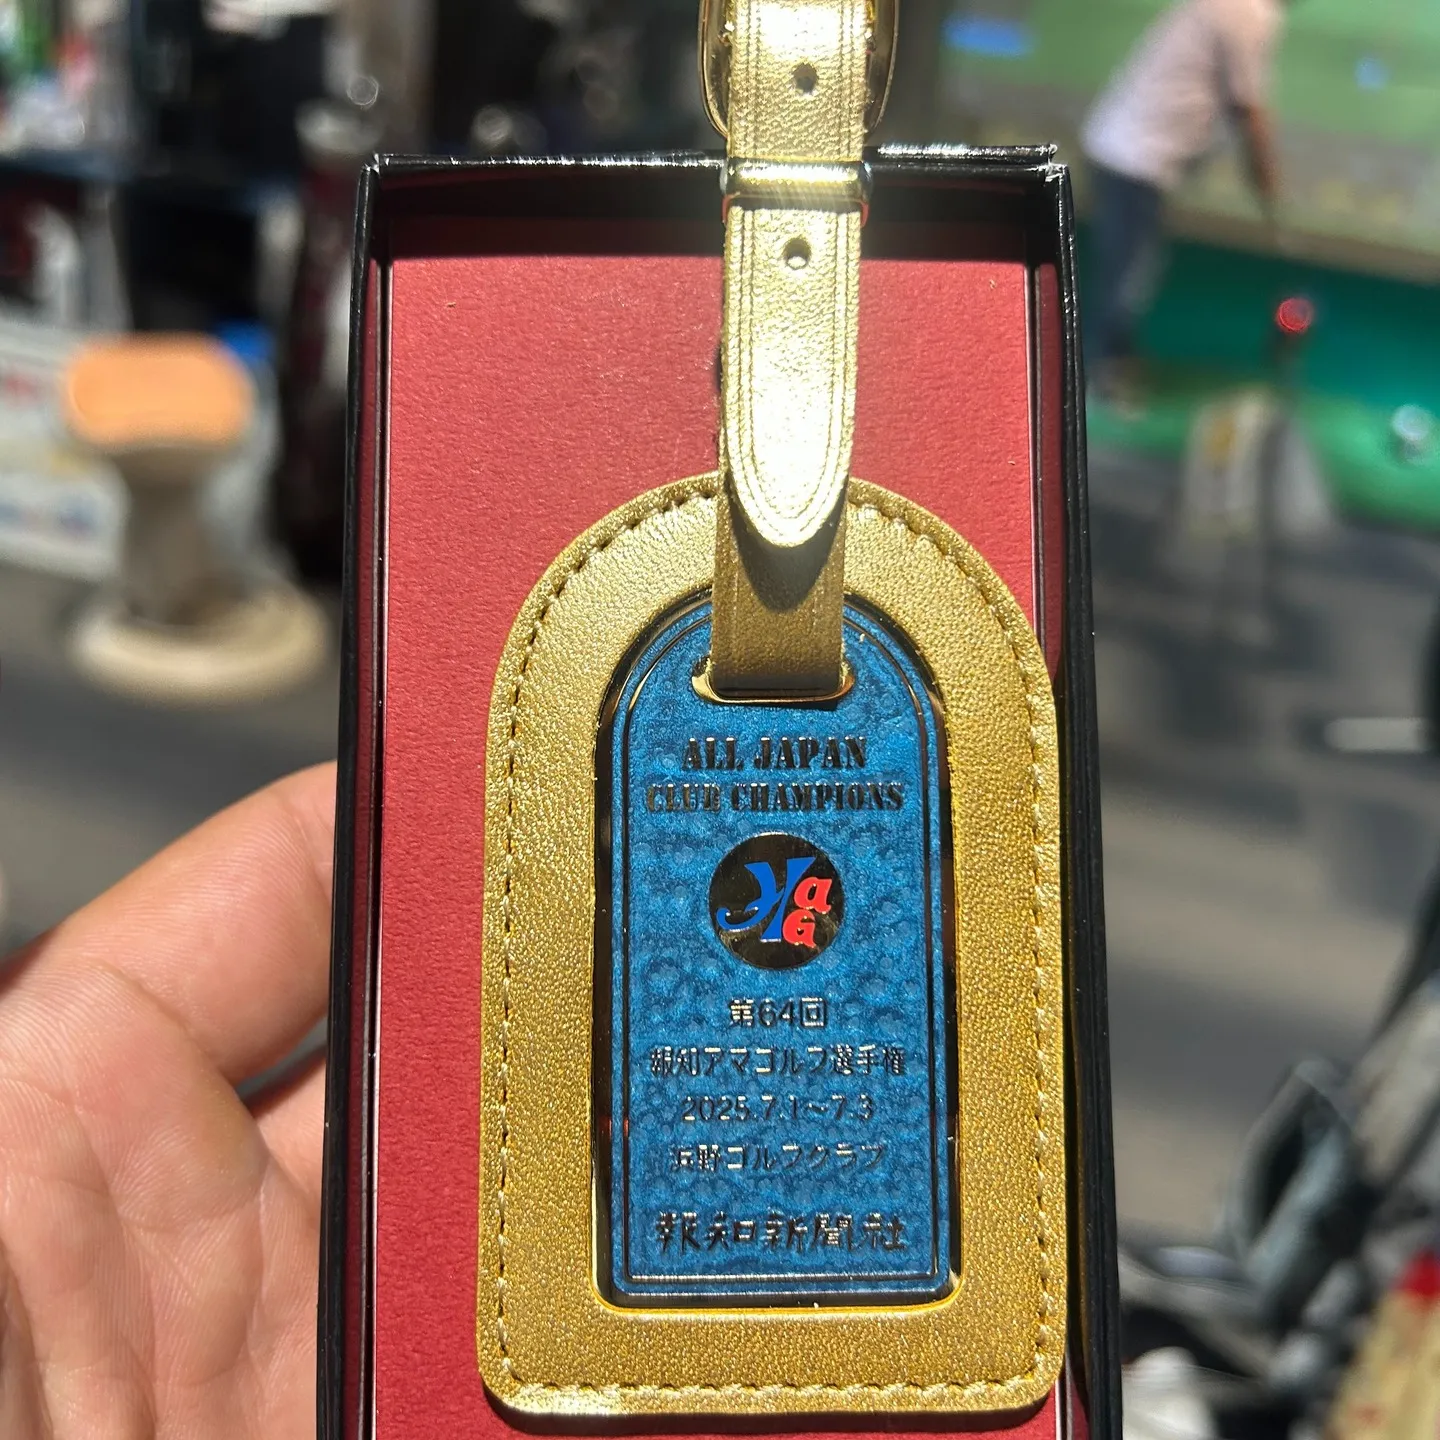 ALL JAPAN
CLUB CHAMPIONS
YaG
第64回
報知アマゴルフ選手権
2025.7.1～7.3
浜野ゴルフクラブ
報知新聞社